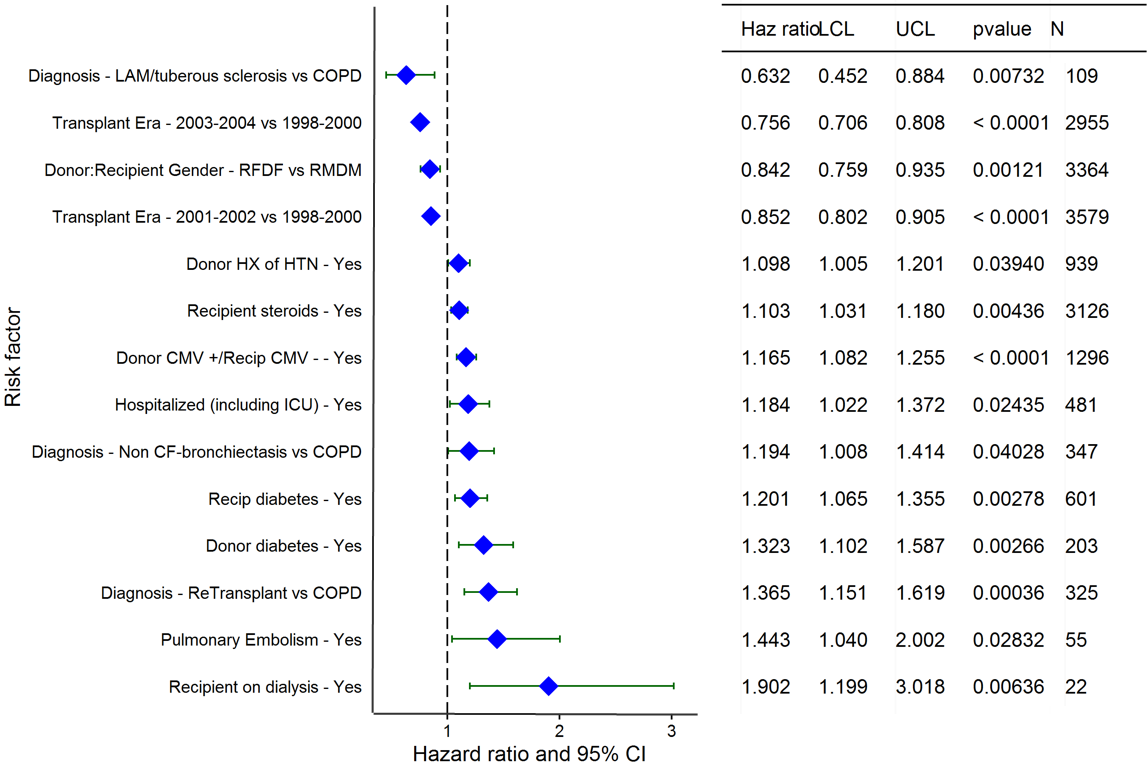 Haz ratioLCL UCL pvalue N
Diagnosis - LAM/tuberous sclerosis vs COPD 0.632 0.452 0.884 0.00732 109
Transplant Era - 2003-2004 vs 1998-2000 0.756 0.706 0.808 < 0.0001 2955
Donor:Recipient Gender - RFDF vs RMDM 0.842 0.759 0.935 0.00121 3364
Transplant Era - 2001-2002 vs 1998-2000 0.852 0.802 0.905 < 0.0001 3579
Donor HX of HTN - Yes 1.098 1.005 1.201 0.03940 939
Recipient steroids - Yes 1.103 1.031 1.180 0.00436 3126
Donor CMV +/Recip CMV - - Yes 1.165 1.082 1.255 < 0.0001 1296
Hospitalized (including ICU) - Yes 1.184 1.022 1.372 0.02435 481
Diagnosis - Non CF-bronchiectasis vs COPD 1.194 1.008 1.414 0.04028 347
Recip diabetes - Yes 1.201 1.065 1.355 0.00278 601
Donor diabetes - Yes 1.323 1.102 1.587 0.00266 203
Diagnosis - ReTransplant vs COPD 1.365 1.151 1.619 0.00036 325
Pulmonary Embolism - Yes 1.443 1.040 2.002 0.02832 55
Recipient on dialysis - Yes 1.902 1.199 3.018 0.00636 22
Risk factor
1 2 3
Hazard ratio and 95% CI